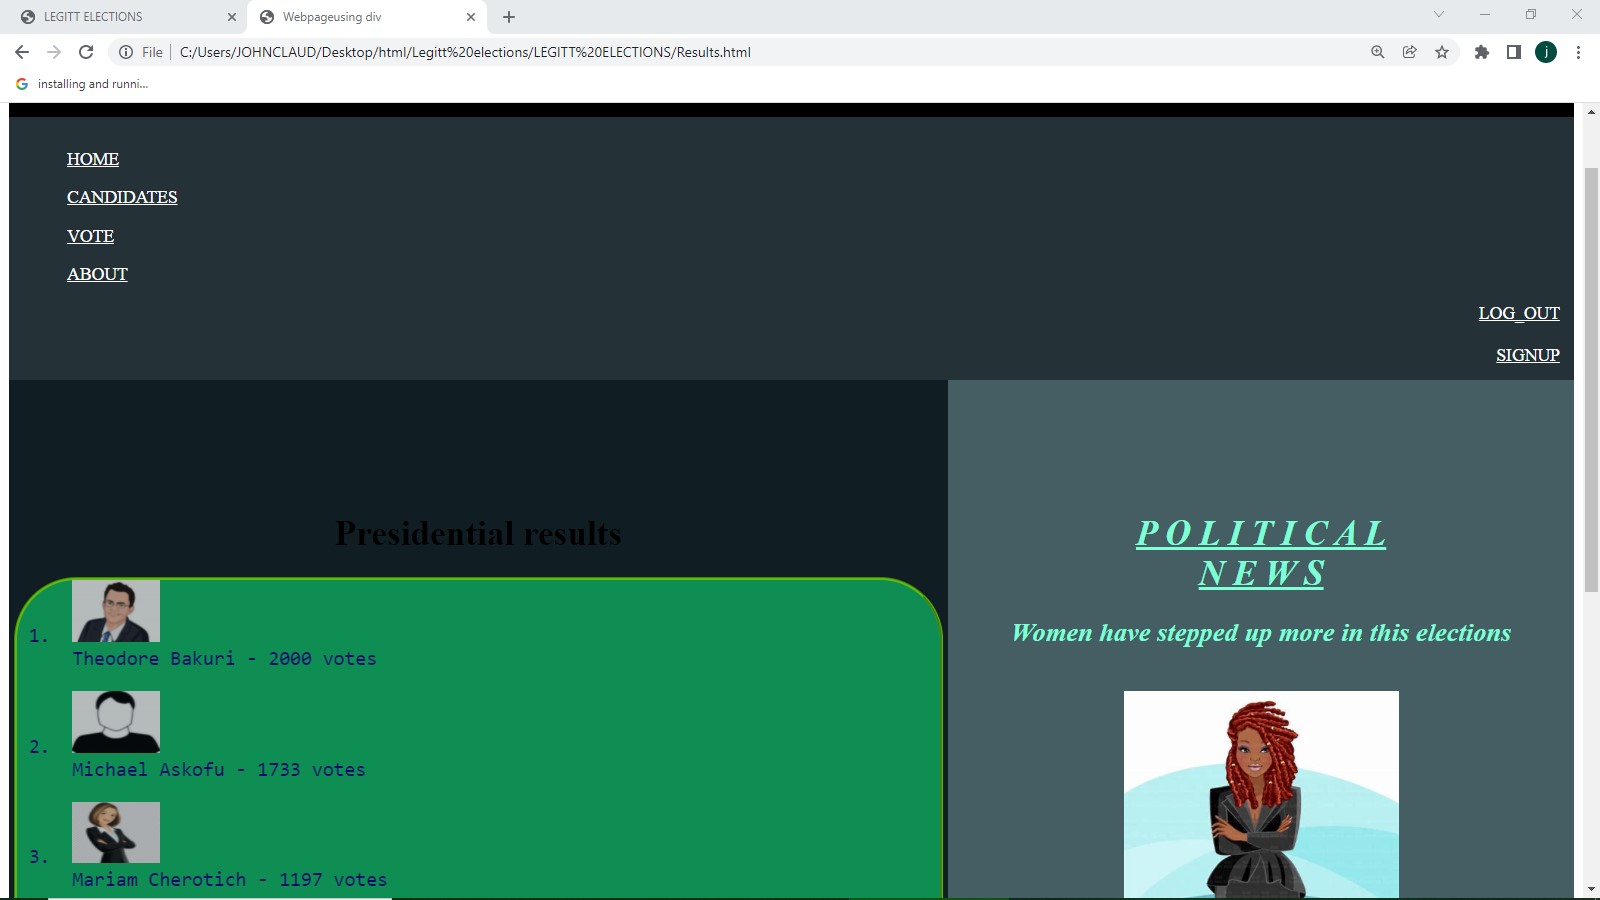 LEGITT ELECTIONS
Webpageusing div
File
C:/Users/JOHNCLAUD/Desktop/html/Legitt%20elections/LEGITT%20ELECTIONS/Results.html
j
installing and runni...
HOME
CANDIDATES
VOTE
ABOUT
LOG_OUT
SIGNUP
Presidential results
1.
Theodore Bakuri - 2000 votes
2.
Michael Askofu - 1733 votes
3.
Mariam Cherotich - 1197 votes
P O L I T I C A L
N E W S
Women have stepped up more in this elections